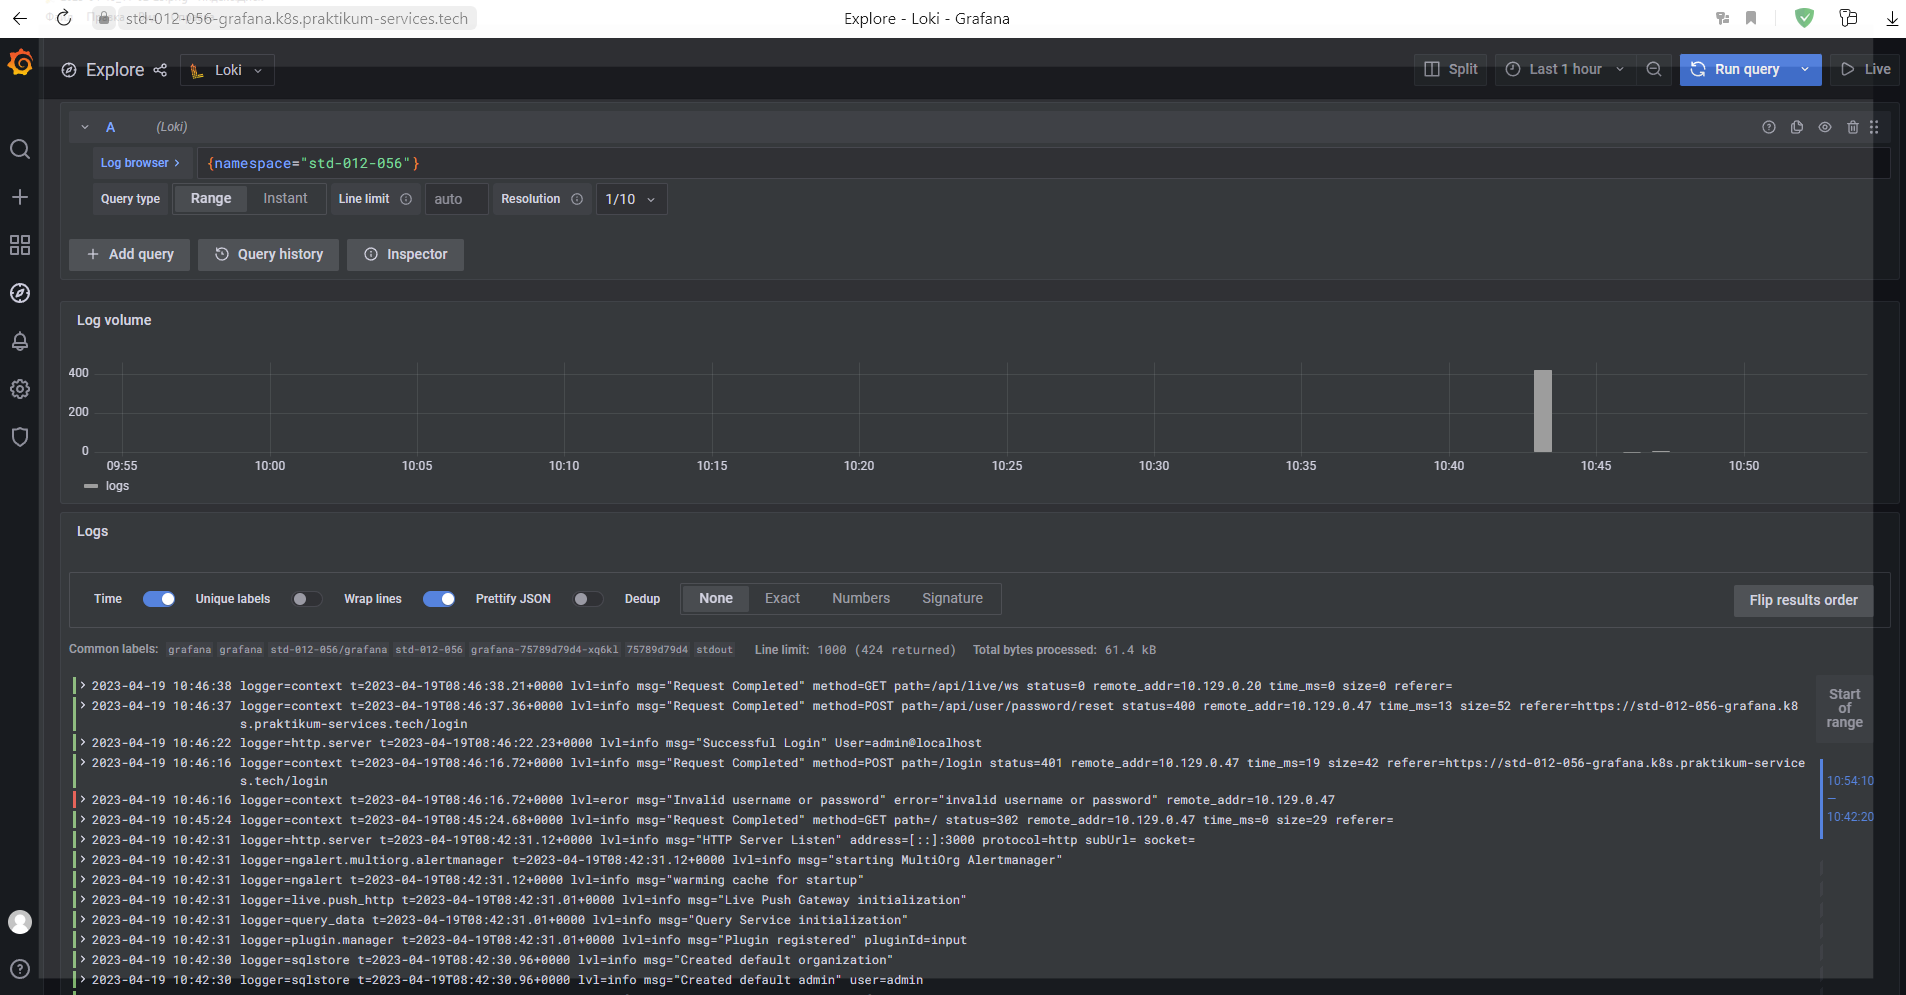 std-012-056-grafana.k8s.praktikum-services.tech
Explore - Loki - Grafana
Explore
Loki
Split
Last 1 hour
Run query
Live
A
(Loki)
Log browser
{namespace="std-012-056"}
Query type
Range
Instant
Line limit
auto
Resolution
1/10
+ Add query
Query history
Inspector
Log volume
400
200
0
09:55
10:00
10:05
10:10
10:15
10:20
10:25
10:30
10:35
10:40
10:45
10:50
logs
Logs
Time
Unique labels
Wrap lines
Prettify JSON
Dedup
None
Exact
Numbers
Signature
Flip results order
Common labels: grafana grafana std-012-056/grafana std-012-056 grafana-75789d79d4-xq6kl 75789d79d4 stdout Line limit: 1000 (424 returned) Total bytes processed: 61.4 kB
2023-04-19 10:46:38 logger=context t=2023-04-19T08:46:38.21+0000 lvl=info msg="Request Completed" method=GET path=/api/live/ws status=0 remote_addr=10.129.0.20 time_ms=0 size=0 referer=
2023-04-19 10:46:37 logger=context t=2023-04-19T08:46:37.36+0000 lvl=info msg="Request Completed" method=POST path=/api/user/password/reset status=400 remote_addr=10.129.0.47 time_ms=13 size=52 referer=https://std-012-056-grafana.k8
s.praktikum-services.tech/login
2023-04-19 10:46:22 logger=http.server t=2023-04-19T08:46:22.23+0000 lvl=info msg="Successful Login" User=admin@localhost
2023-04-19 10:46:16 logger=context t=2023-04-19T08:46:16.72+0000 lvl=info msg="Request Completed" method=POST path=/login status=401 remote_addr=10.129.0.47 time_ms=19 size=42 referer=https://std-012-056-grafana.k8s.praktikum-service
s.tech/login
2023-04-19 10:46:16 logger=context t=2023-04-19T08:46:16.72+0000 lvl=eror msg="Invalid username or password" error="invalid username or password" remote_addr=10.129.0.47
2023-04-19 10:45:24 logger=context t=2023-04-19T08:45:24.68+0000 lvl=info msg="Request Completed" method=GET path=/ status=302 remote_addr=10.129.0.47 time_ms=0 size=29 referer=
2023-04-19 10:42:31 logger=http.server t=2023-04-19T08:42:31.12+0000 lvl=info msg="HTTP Server Listen" address=[::]:3000 protocol=http subUrl= socket=
2023-04-19 10:42:31 logger=ngalert.multiorg.alertmanager t=2023-04-19T08:42:31.12+0000 lvl=info msg="starting MultiOrg Alertmanager"
2023-04-19 10:42:31 logger=ngalert t=2023-04-19T08:42:31.12+0000 lvl=info msg="warming cache for startup"
2023-04-19 10:42:31 logger=live.push_http t=2023-04-19T08:42:31.01+0000 lvl=info msg="Live Push Gateway initialization"
2023-04-19 10:42:31 logger=query_data t=2023-04-19T08:42:31.01+0000 lvl=info msg="Query Service initialization"
2023-04-19 10:42:31 logger=plugin.manager t=2023-04-19T08:42:31.01+0000 lvl=info msg="Plugin registered" pluginId=input
2023-04-19 10:42:30 logger=sqlstore t=2023-04-19T08:42:30.96+0000 lvl=info msg="Created default organization"
2023-04-19 10:42:30 logger=sqlstore t=2023-04-19T08:42:30.96+0000 lvl=info msg="Created default admin" user=admin
Start
of
range
10:54:10
—
10:42:20